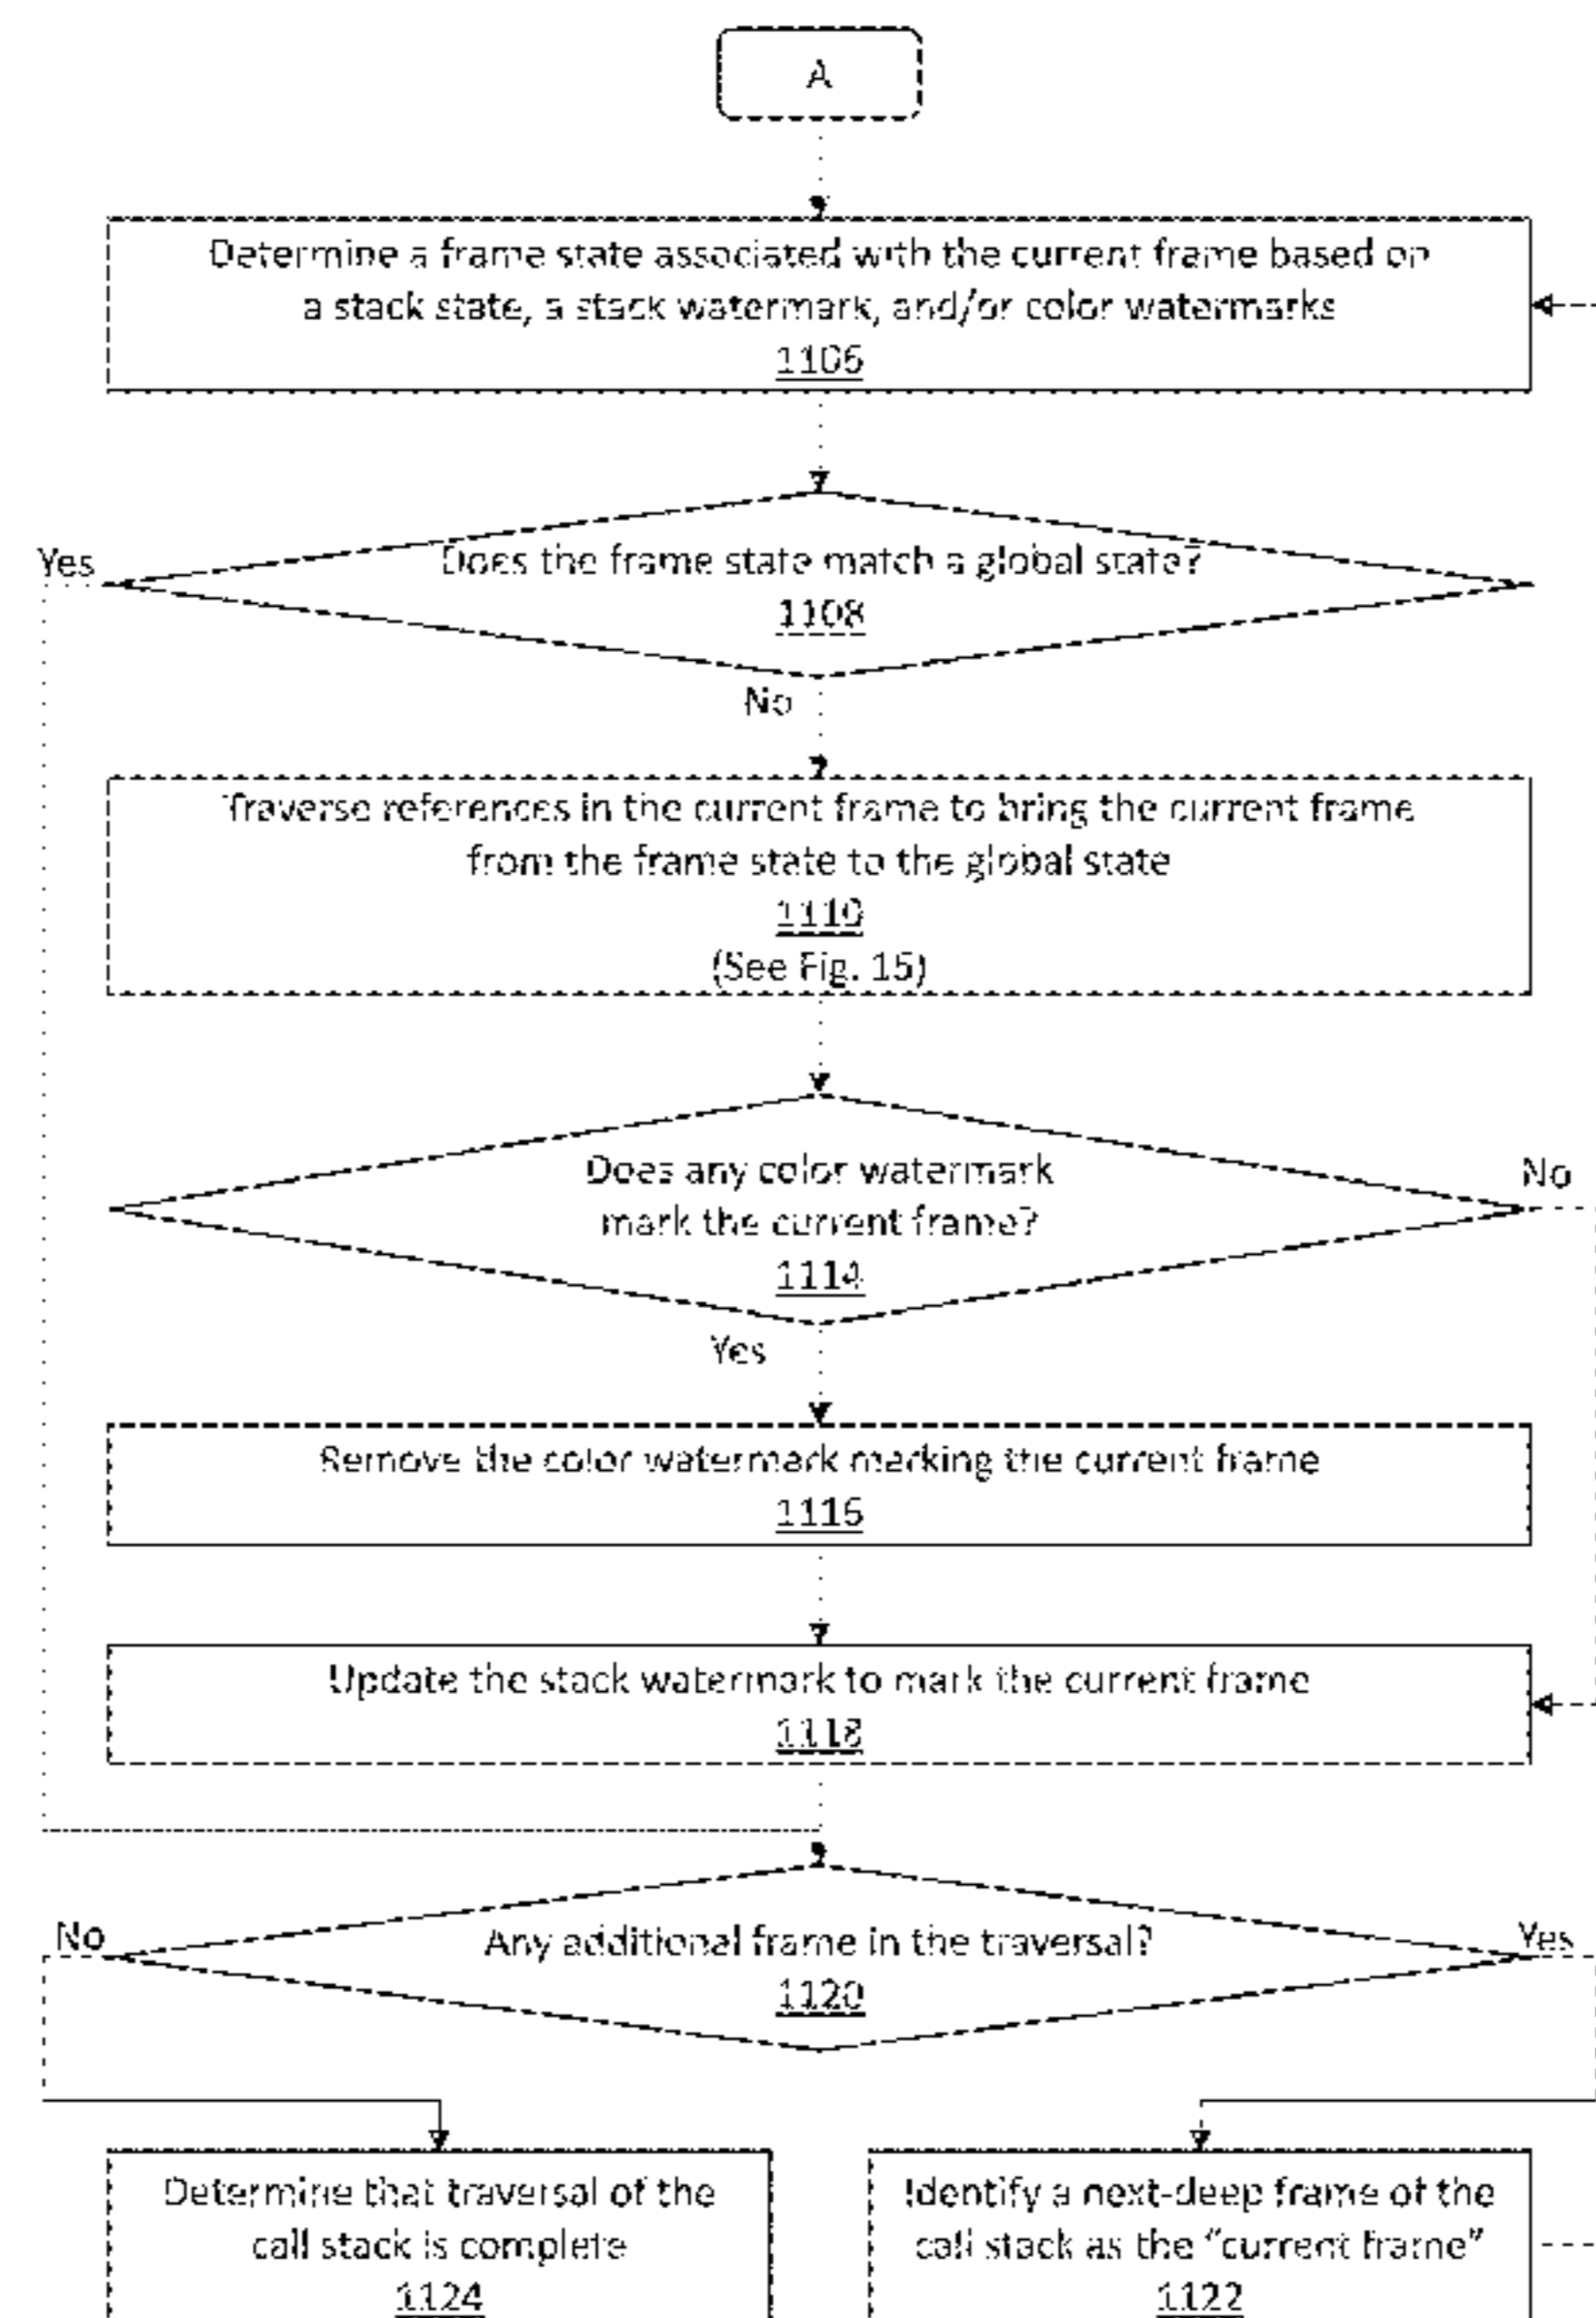 A
Determine a frame state associated with the current frame based on
a stack state, a stack watermark, and/or color watermarks
1106
Yes
Does the frame state match a global state?
1108
No
Traverse references in the current frame to bring the current frame
from the frame state to the global state
1110
(See Fig. 15)
Does any color watermark
mark the current frame?
1114
No
Yes
Remove the color watermark marking the current frame
1116
Update the stack watermark to mark the current frame
1118
No
Any additional frame in the traversal?
Yes
1120
Determine that traversal of the
call stack is complete
1124
Identify a next-deep frame of the
call stack as the “current frame”
1122